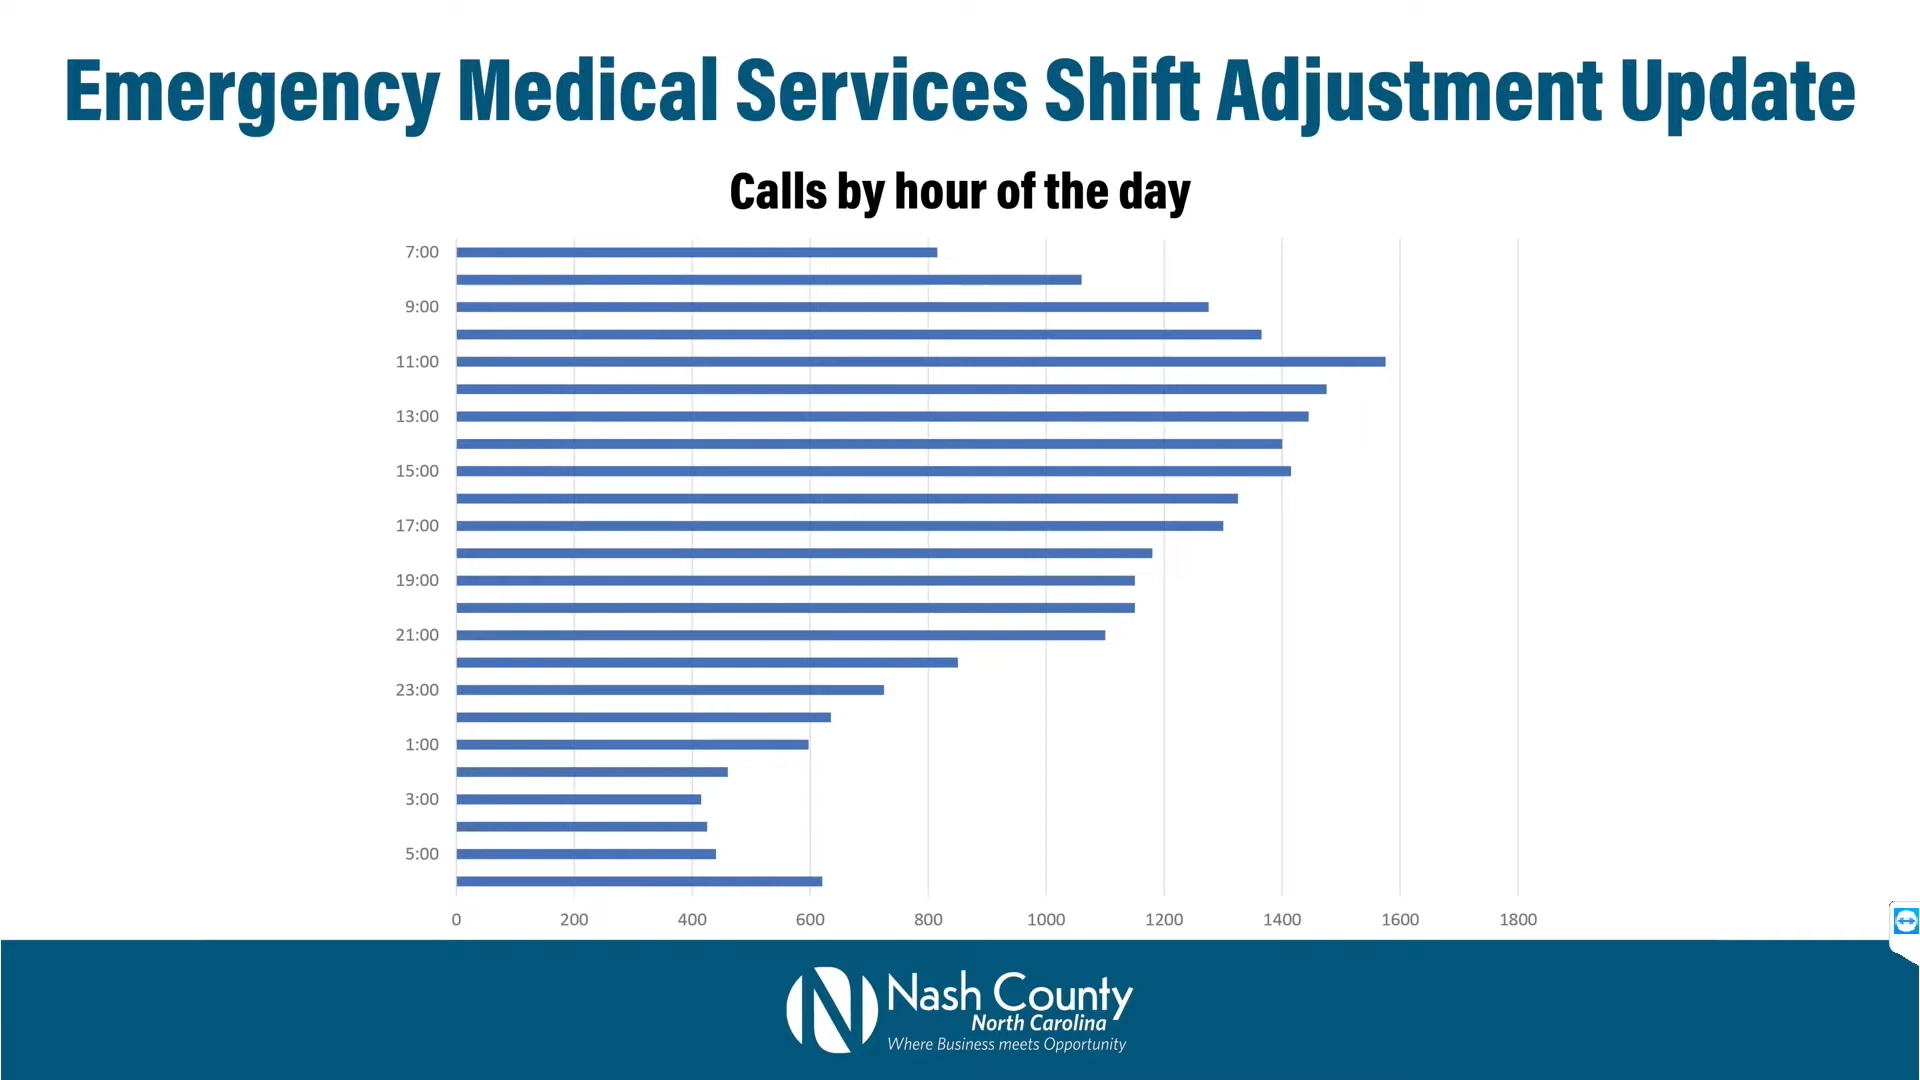 Emergency Medical Services Shift Adjustment Update
Calls by hour of the day
7:00
9:00
11:00
13:00
15:00
17:00
19:00
21:00
23:00
1:00
3:00
5:00
0 200 400 600 800 1000 1200 1400 1600 1800
Nash County
North Carolina
Where Business meets Opportunity